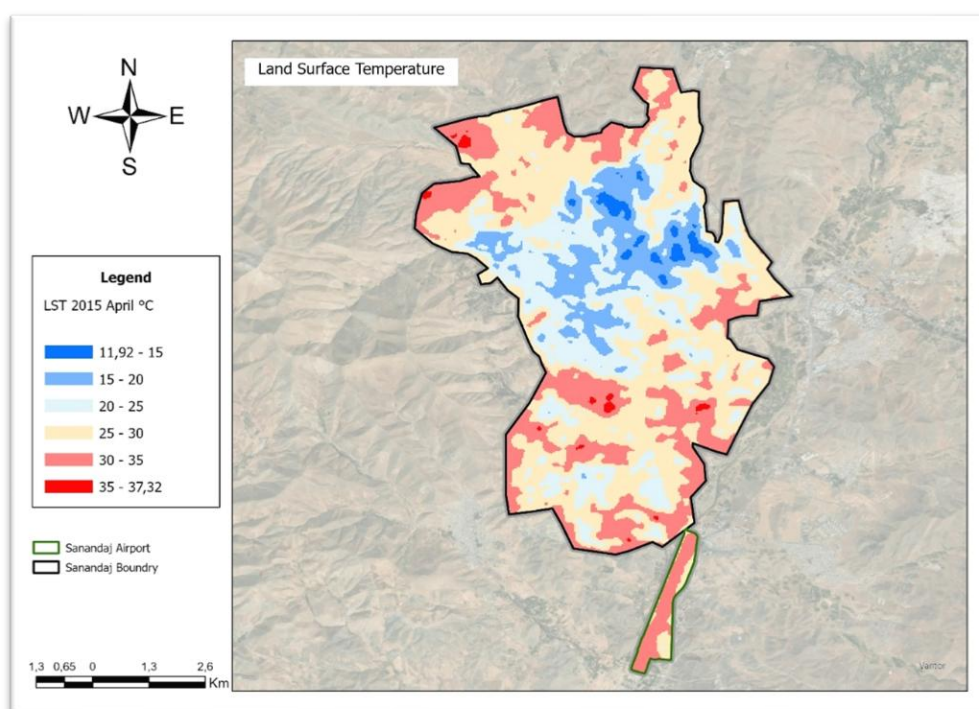 Land Surface Temperature
N
W E
S
Legend
LST 2015 April °C
11,92 - 15
15 - 20
20 - 25
25 - 30
30 - 35
35 - 37,32
Sanandaj Airport
Sanandaj Boundry
1,3 0,65 0 1,3 2,6
Km
Vantor